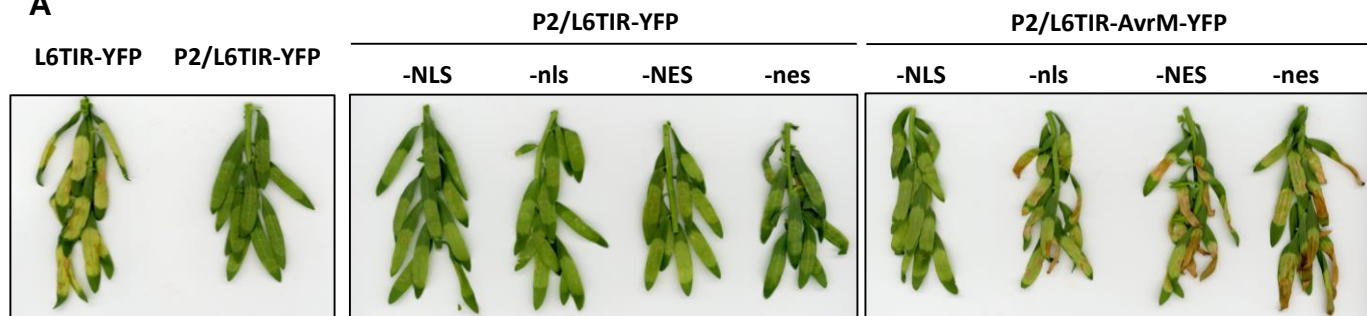 A
P2/L6TIR-YFP P2/L6TIR-AvrM-YFP
L6TIR-YFP P2/L6TIR-YFP
-NLS -nls -NES -nes -NLS -nls -NES -nes